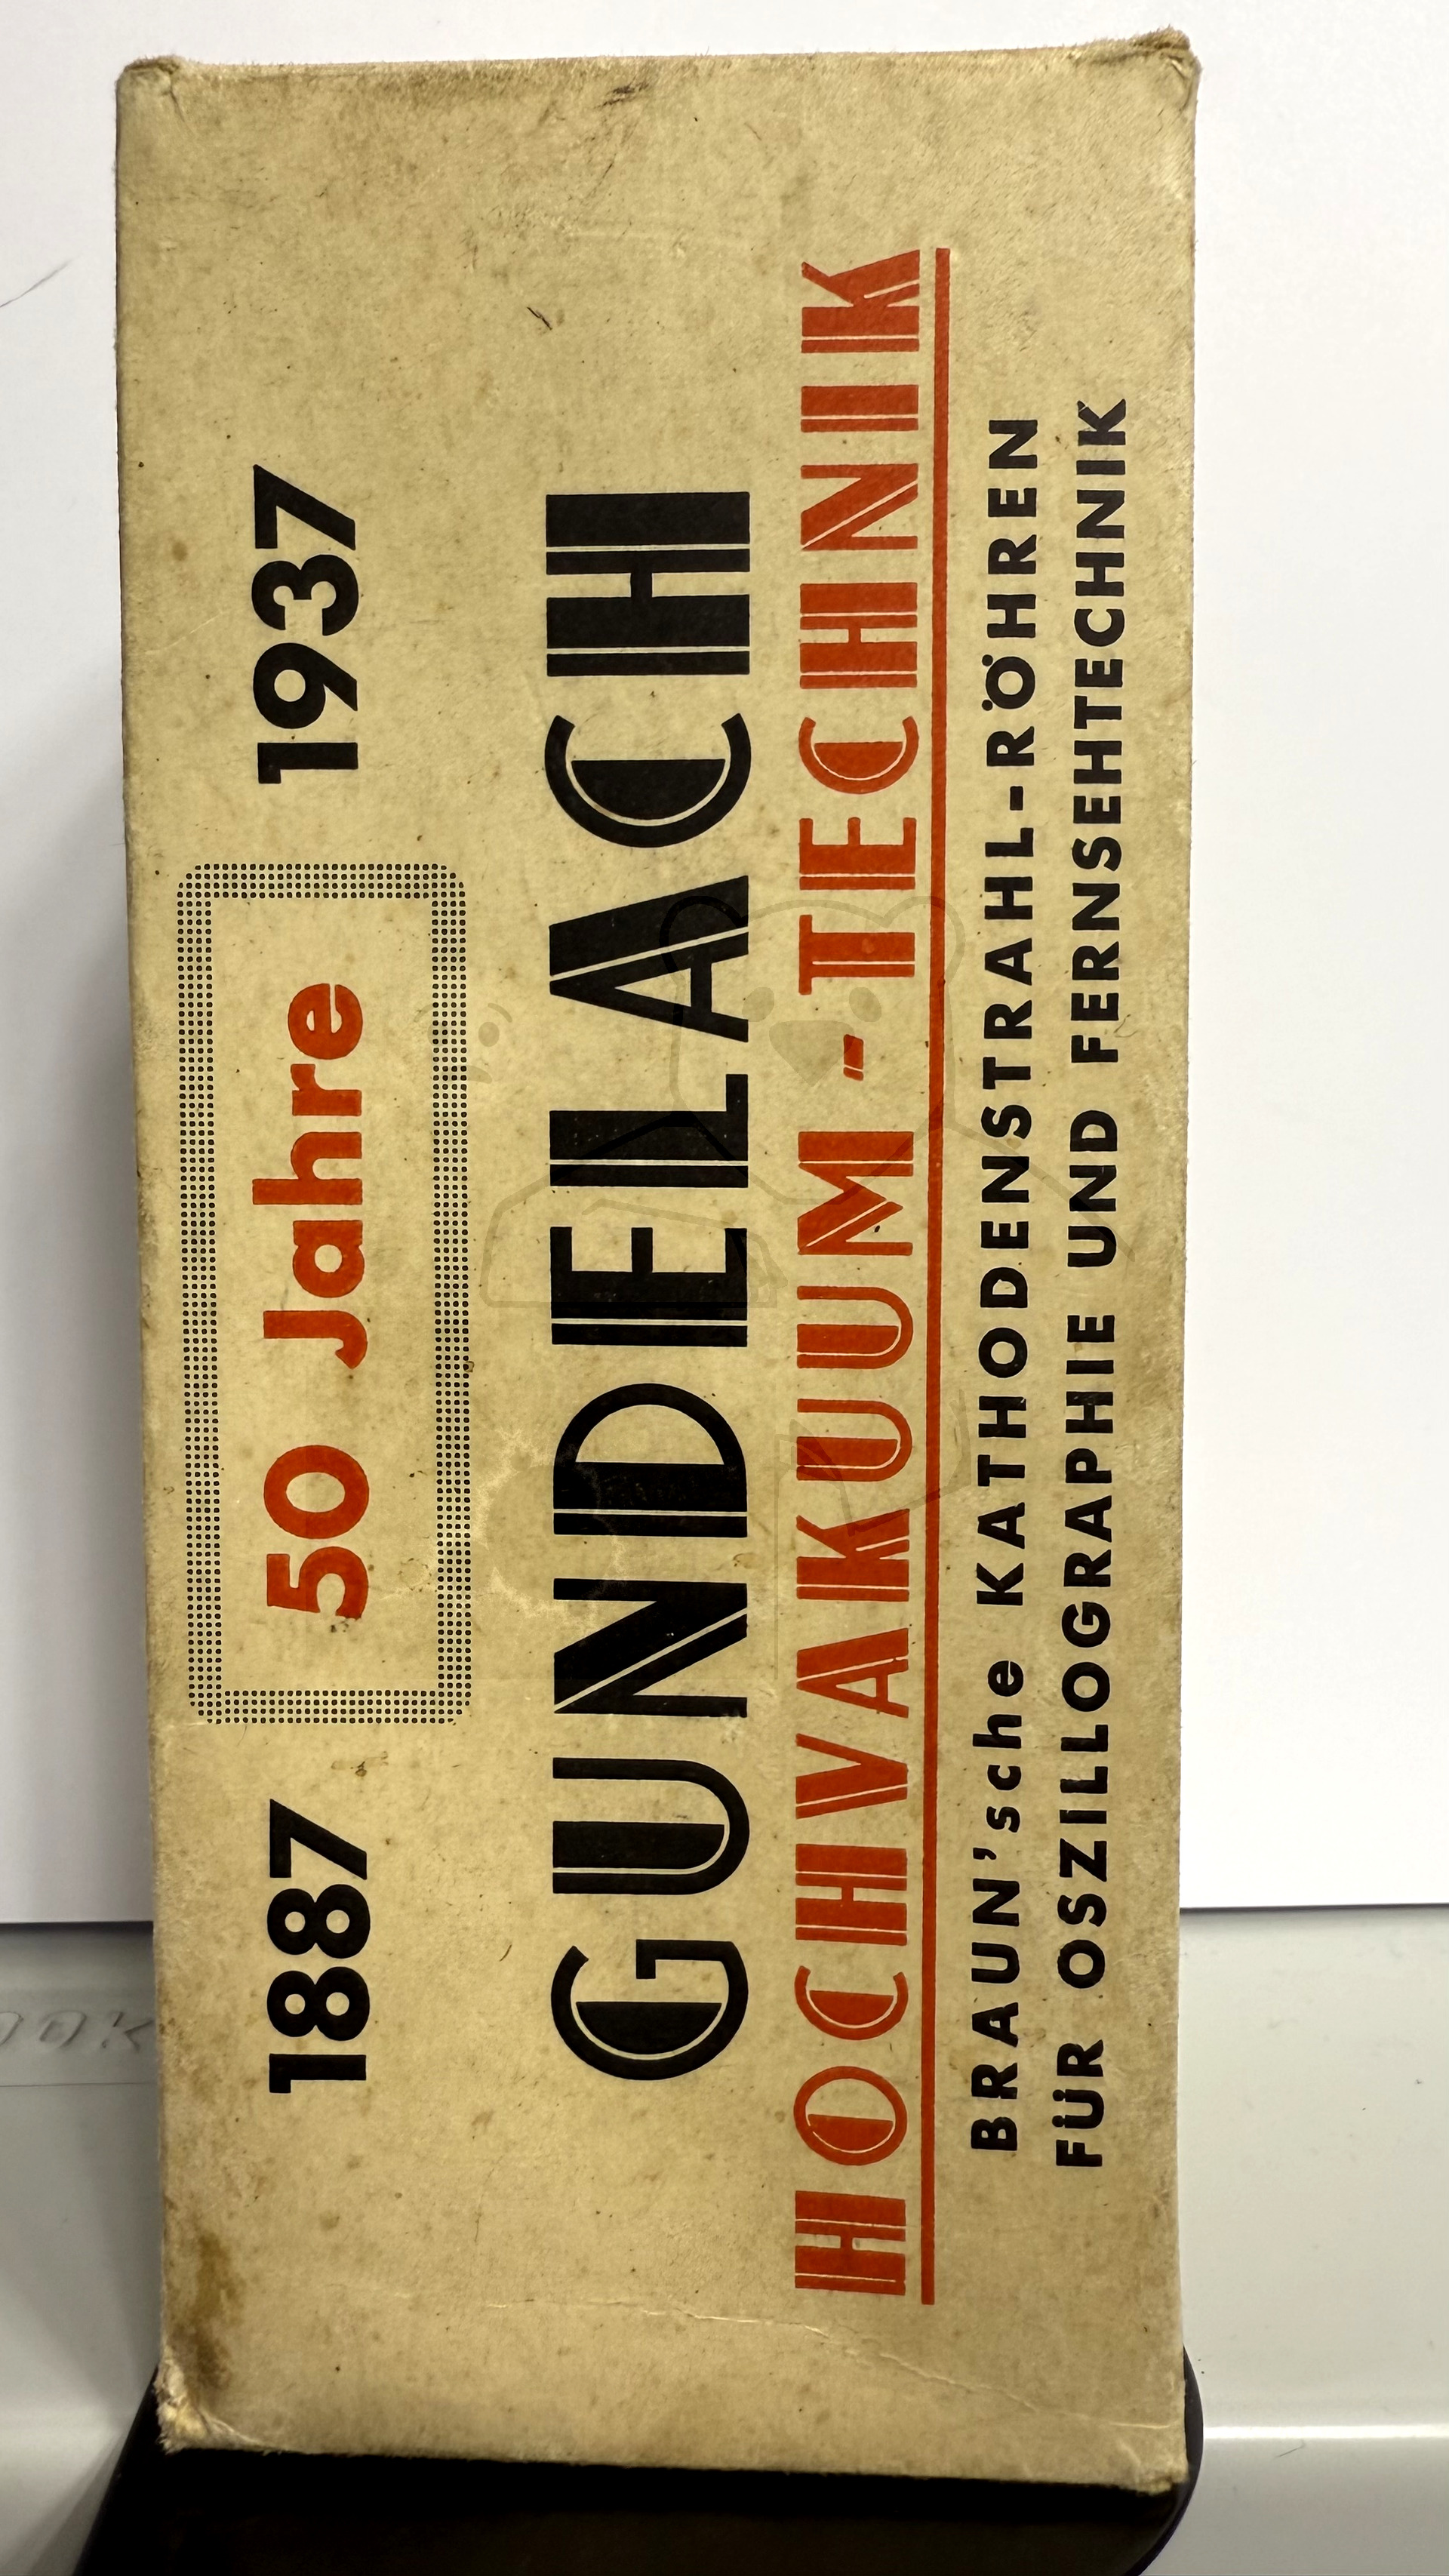 1887 50 Jahre 1937
GUNDELACH
HOCHVAKUUM-TECHNIK
BRAUN'sche KATHODENSTRAHL-RÖHREN
FÜR OSZILLOGRAPHIE UND FERNSEHTECHNIK